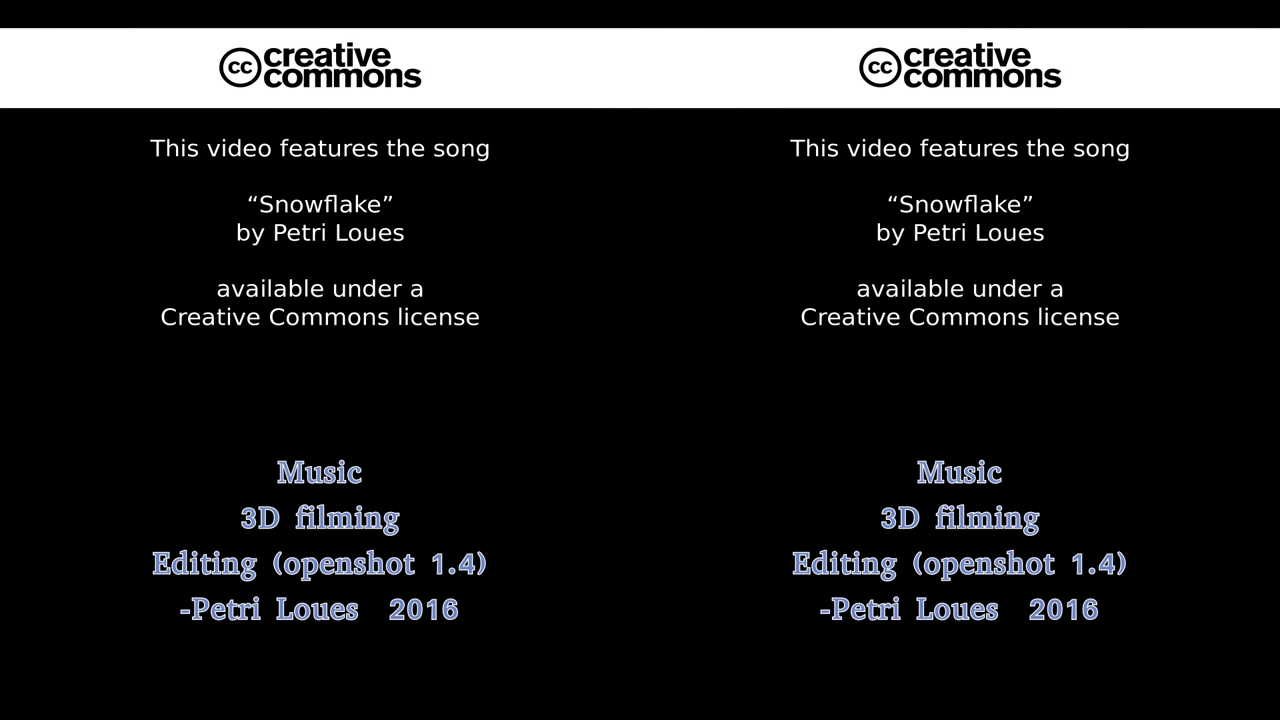 cc creative commons
This video features the song
“Snowflake”
by Petri Loues
available under a
Creative Commons license
Music
3D filming
Editing (openshot 1.4)
-Petri Loues 2016
cc creative commons
This video features the song
“Snowflake”
by Petri Loues
available under a
Creative Commons license
Music
3D filming
Editing (openshot 1.4)
-Petri Loues 2016